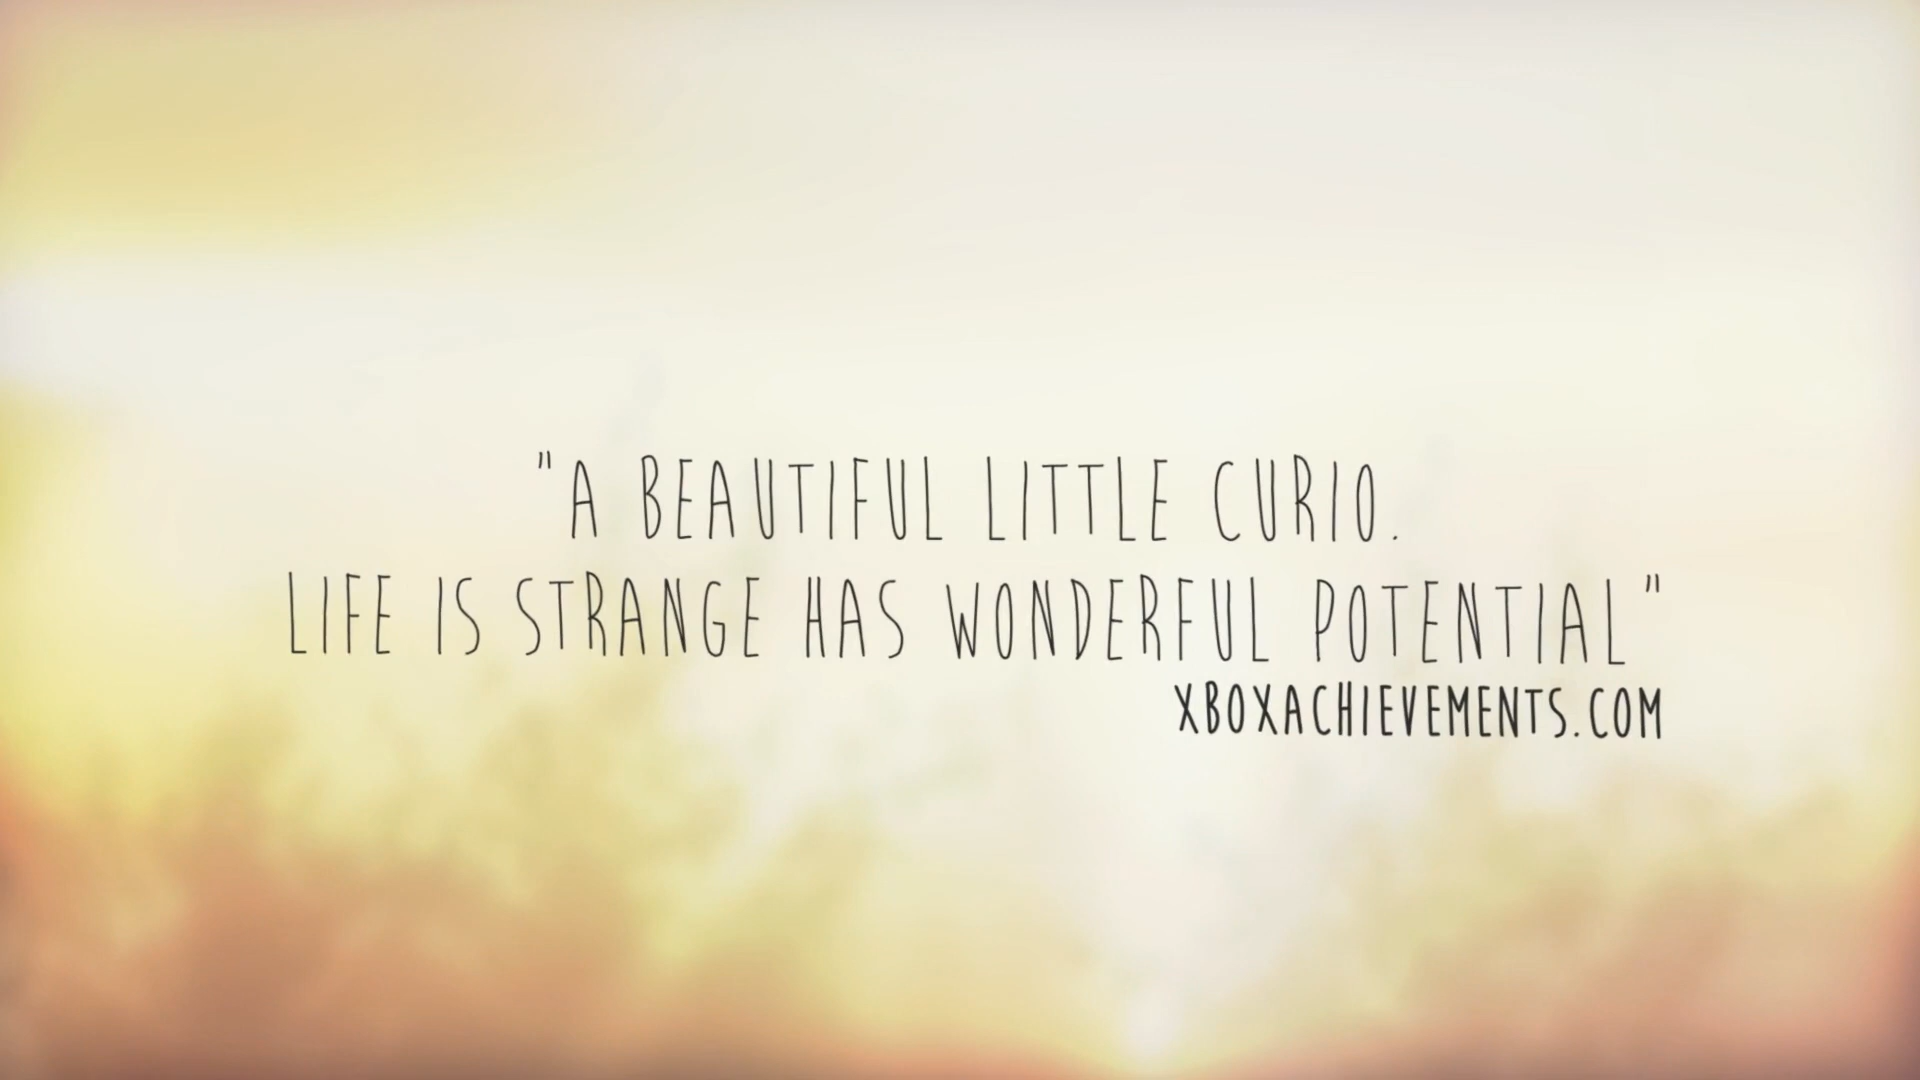 "A BEAUTIFUL LITTLE CURIO.
LIFE IS STRANGE HAS WONDERFUL POTENTIAL"
XBOXACHIEVEMENTS.COM